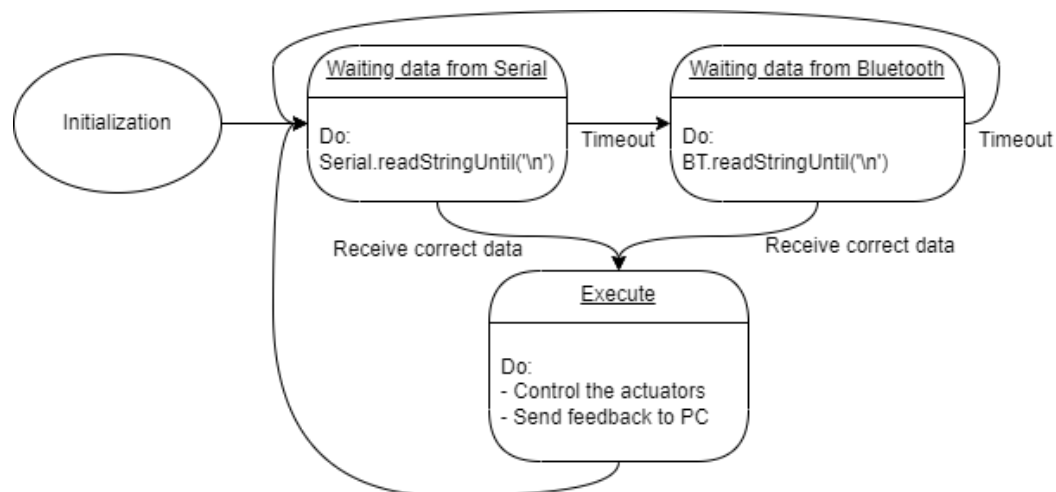 Waiting data from Serial
Waiting data from Bluetooth
Initialization
Do:
Serial.readStringUntil('\n')
Timeout
Do:
BT.readStringUntil('\n')
Timeout
Receive correct data
Receive correct data
Execute
Do:
- Control the actuators
- Send feedback to PC